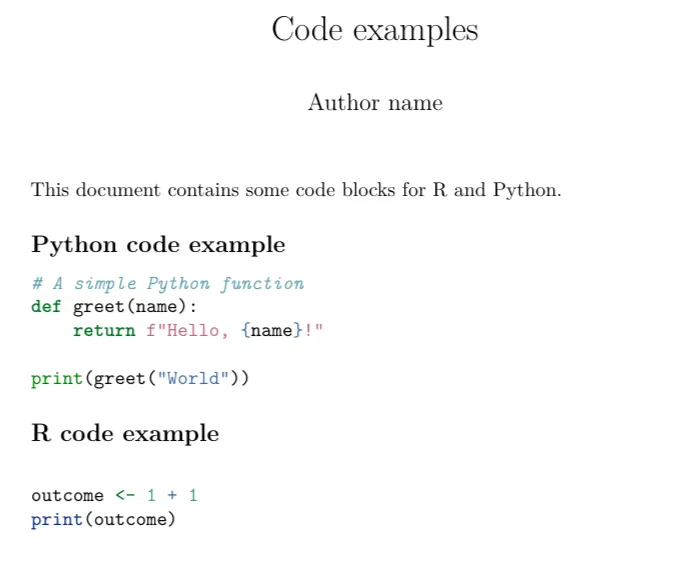 Code examples
Author name
This document contains some code blocks for R and Python.
Python code example
# A simple Python function
def greet(name):
    return f"Hello, {name}!"
print(greet("World"))
R code example
outcome <- 1 + 1
print(outcome)